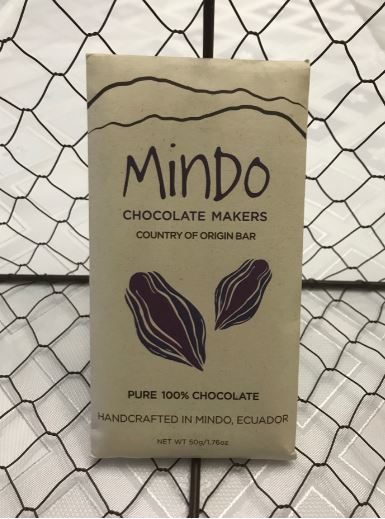 MINDO
CHOCOLATE MAKERS
COUNTRY OF ORIGIN BAR
PURE 100% CHOCOLATE
HANDCRAFTED IN MINDO, ECUADOR
NET WT 50g/1.76oz